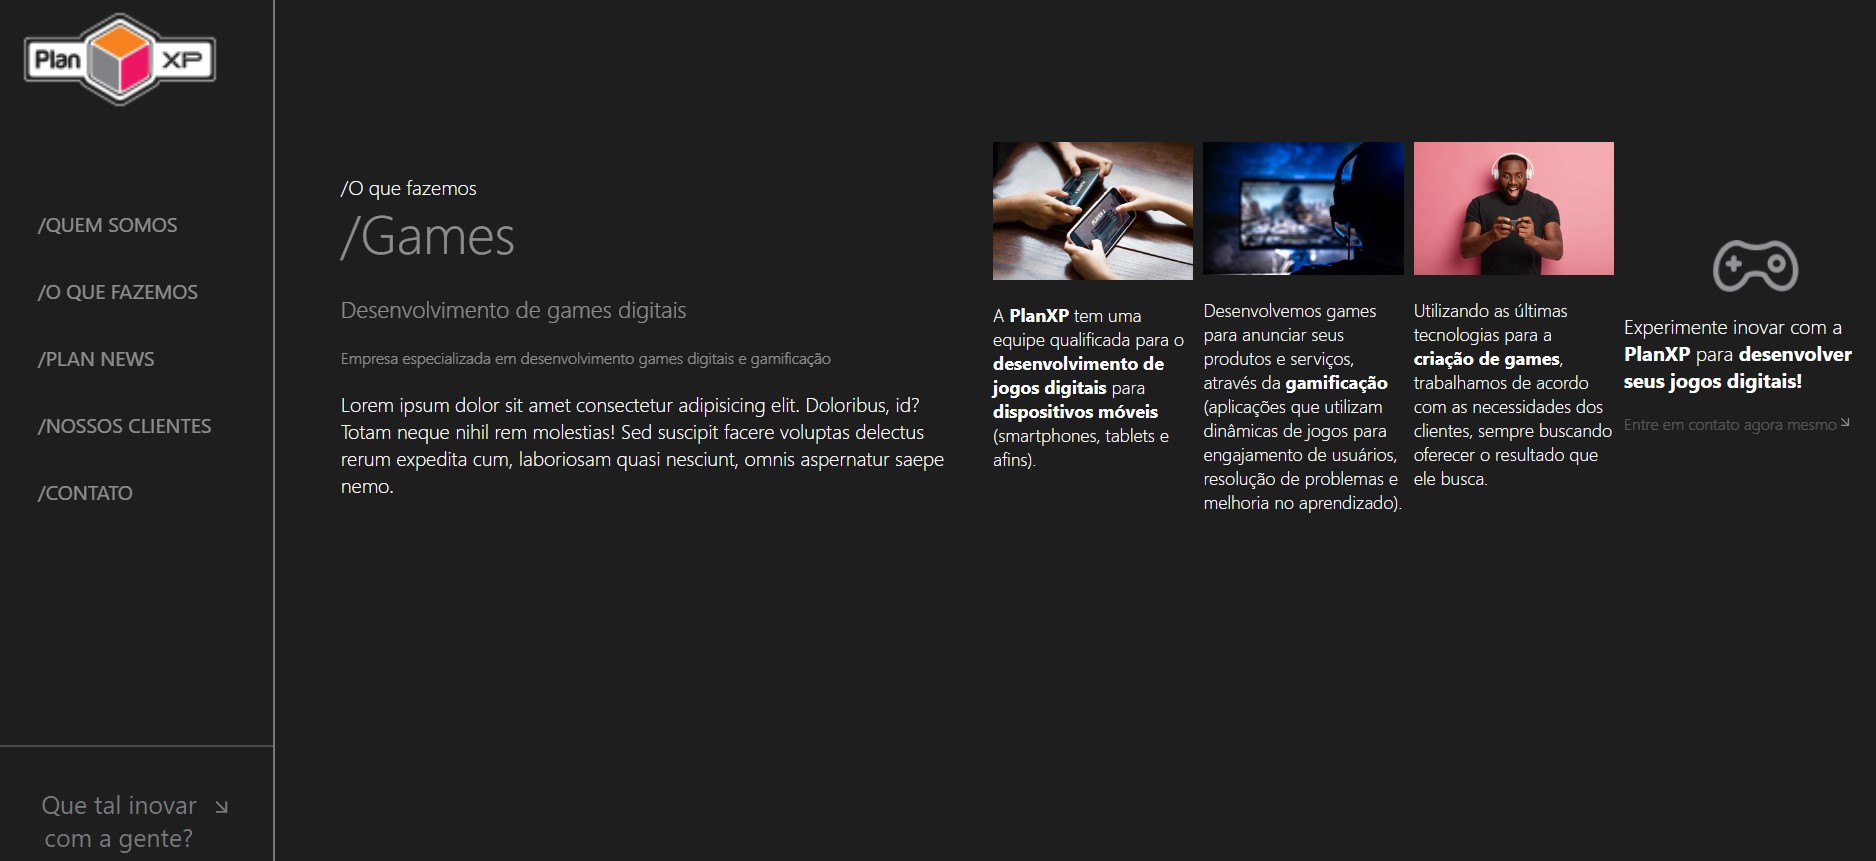 Plan XP
/QUEM SOMOS
/O QUE FAZEMOS
/PLAN NEWS
/NOSSOS CLIENTES
/CONTATO
Que tal inovar
com a gente?
/O que fazemos
/Games
Desenvolvimento de games digitais
Empresa especializada em desenvolvimento games digitais e gamificação
Lorem ipsum dolor sit amet consectetur adipisicing elit. Doloribus, id?
Totam neque nihil rem molestias! Sed suscipit facere voluptas delectus
rerum expedita cum, laboriosam quasi nesciunt, omnis aspernatur saepe
nemo.
A PlanXP tem uma
equipe qualificada para o
desenvolvimento de
jogos digitais para
dispositivos móveis
(smartphones, tablets e
afins).
Desenvolvemos games
para anunciar seus
produtos e serviços,
através da gamificação
(aplicações que utilizam
dinâmicas de jogos para
engajamento de usuários,
resolução de problemas e
melhoria no aprendizado).
Utilizando as últimas
tecnologias para a
criação de games,
trabalhamos de acordo
com as necessidades dos
clientes, sempre buscando
oferecer o resultado que
ele busca.
Experimente inovar com a
PlanXP para desenvolver
seus jogos digitais!
Entre em contato agora mesmo